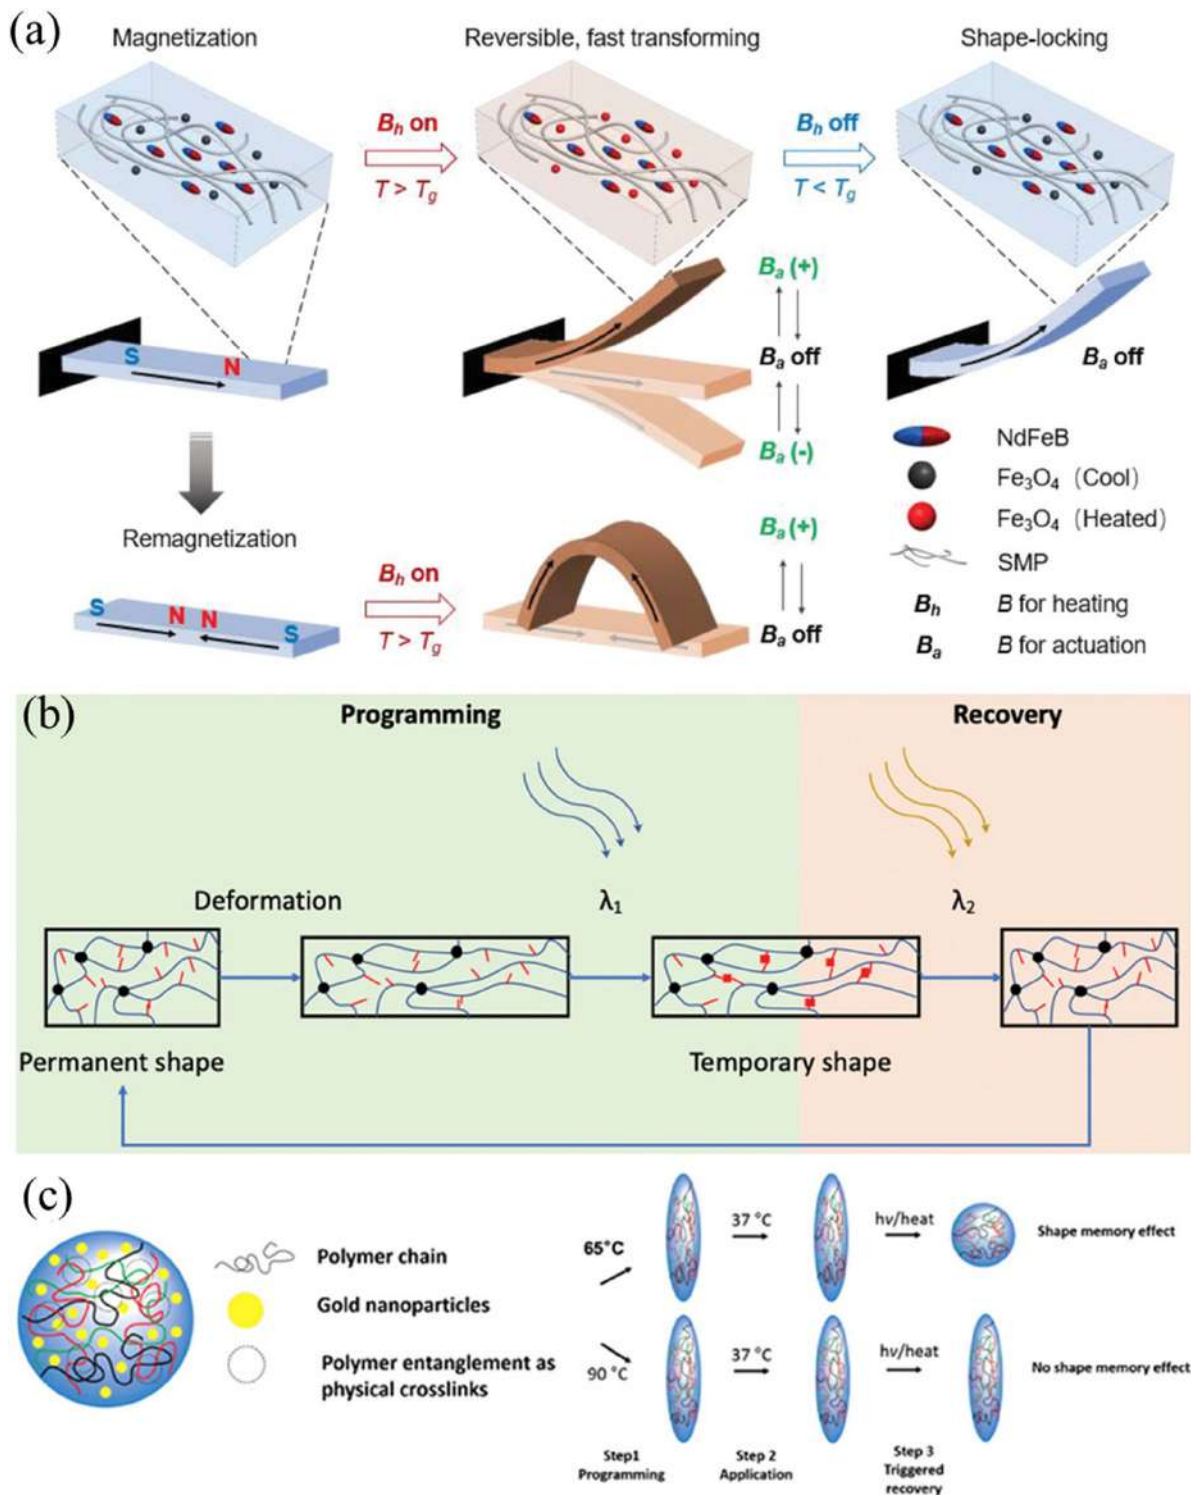 (a)
Magnetization
Reversible, fast transforming
Shape-locking
Bₕ on
T > T_g
Bₕ off
T < T_g
Bₐ (+)
Bₐ off
Bₐ (-)
S
N
Bₐ off
NdFeB
Fe₃O₄ (Cool)
Fe₃O₄ (Heated)
SMP
Bₕ B for heating
Bₐ B for actuation
Remagnetization
S N N S
Bₕ on
T > T_g
Bₐ (+)
Bₐ off
(b)
Programming
Recovery
Deformation
λ₁
λ₂
Permanent shape
Temporary shape
(c)
Polymer chain
Gold nanoparticles
Polymer entanglement as
physical crosslinks
65°C
37 °C
hν/heat
Shape memory effect
90 °C
37 °C
hν/heat
No shape memory effect
Step1
Programming
Step 2
Application
Step 3
Triggered
recovery